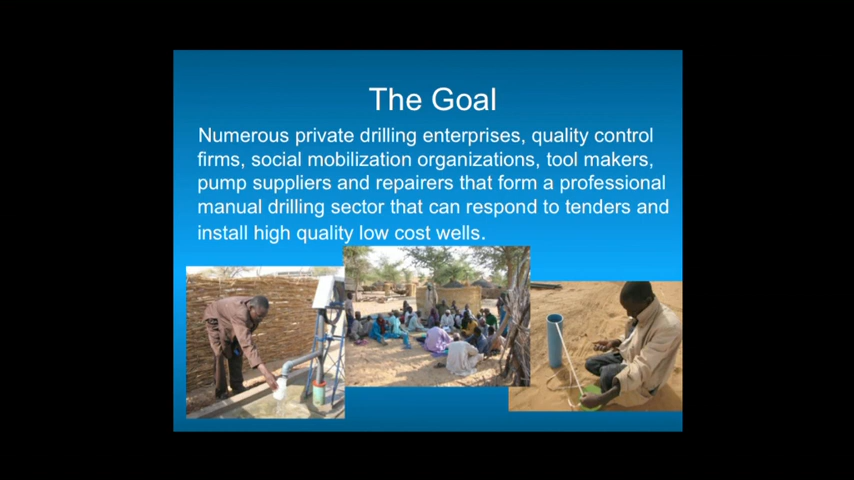 The Goal
Numerous private drilling enterprises, quality control
firms, social mobilization organizations, tool makers,
pump suppliers and repairers that form a professional
manual drilling sector that can respond to tenders and
install high quality low cost wells.